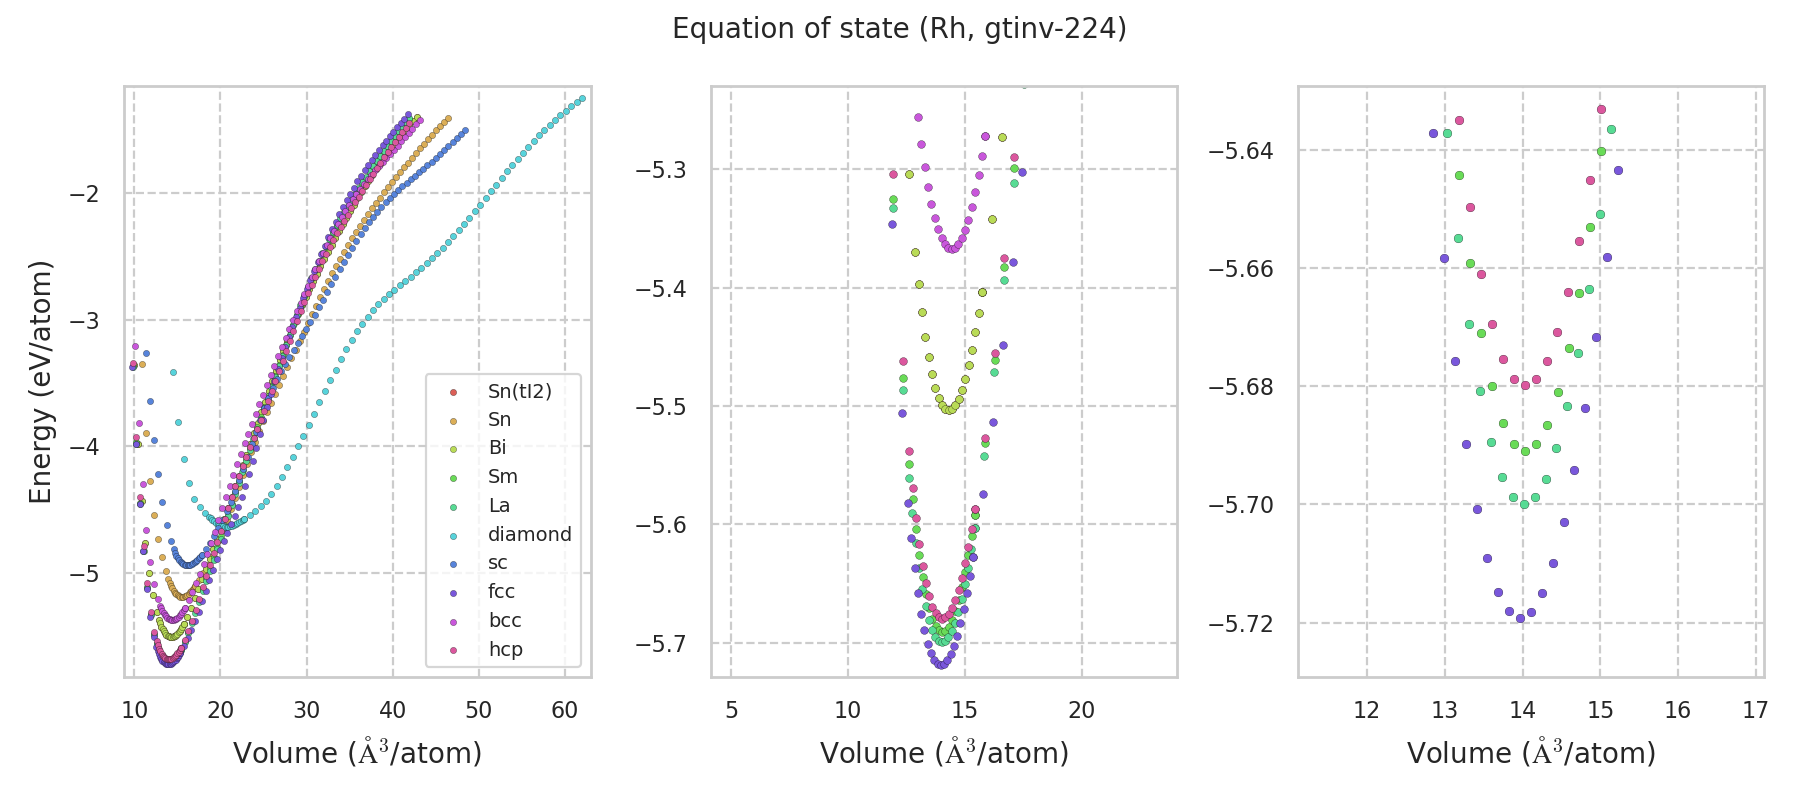 Equation of state (Rh, gtinv-224)
Energy (eV/atom)
−2
−3
−4
−5
10 20 30 40 50 60
Volume (Å³/atom)
Sn(tI2)
Sn
Bi
Sm
La
diamond
sc
fcc
bcc
hcp
−5.3
−5.4
−5.5
−5.6
−5.7
5 10 15 20
Volume (Å³/atom)
−5.64
−5.66
−5.68
−5.70
−5.72
12 13 14 15 16 17
Volume (Å³/atom)